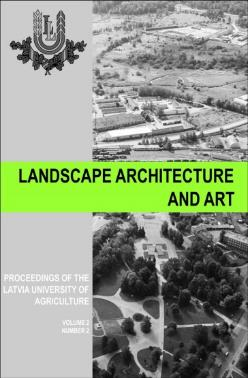 LANDSCAPE ARCHITECTURE
AND ART
PROCEEDINGS OF THE
LATVIA UNIVERSITY OF
AGRICULTURE
VOLUME 2
NUMBER 2